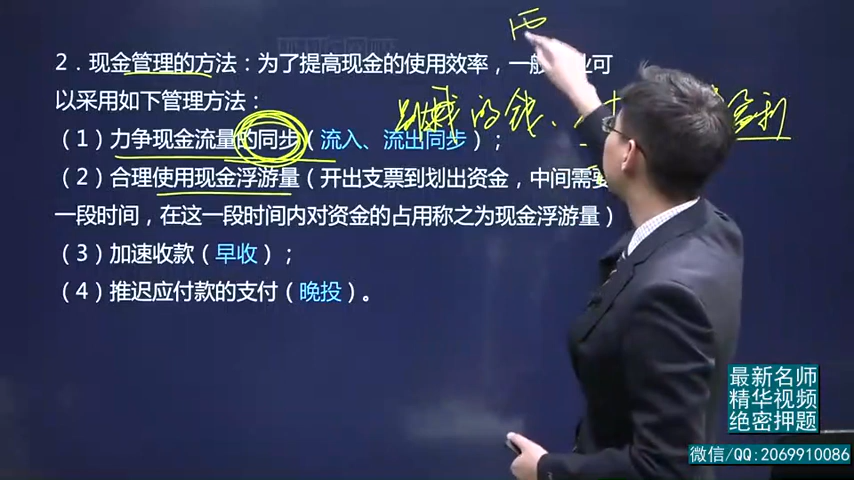 西
2．现金管理的方法：为了提高现金的使用效率，一般 业可
以采用如下管理方法：
的钱、
（1）力争现金流量的同步（流入、流出同步）；
（2）合理使用现金浮游量（开出支票到划出资金，中间需要
一段时间，在这一段时间内对资金的占用称之为现金浮游量）
（3）加速收款（早收）；
（4）推迟应付款的支付（晚投）。
最新名师
精华视频
绝密押题
微信/QQ:2069910086